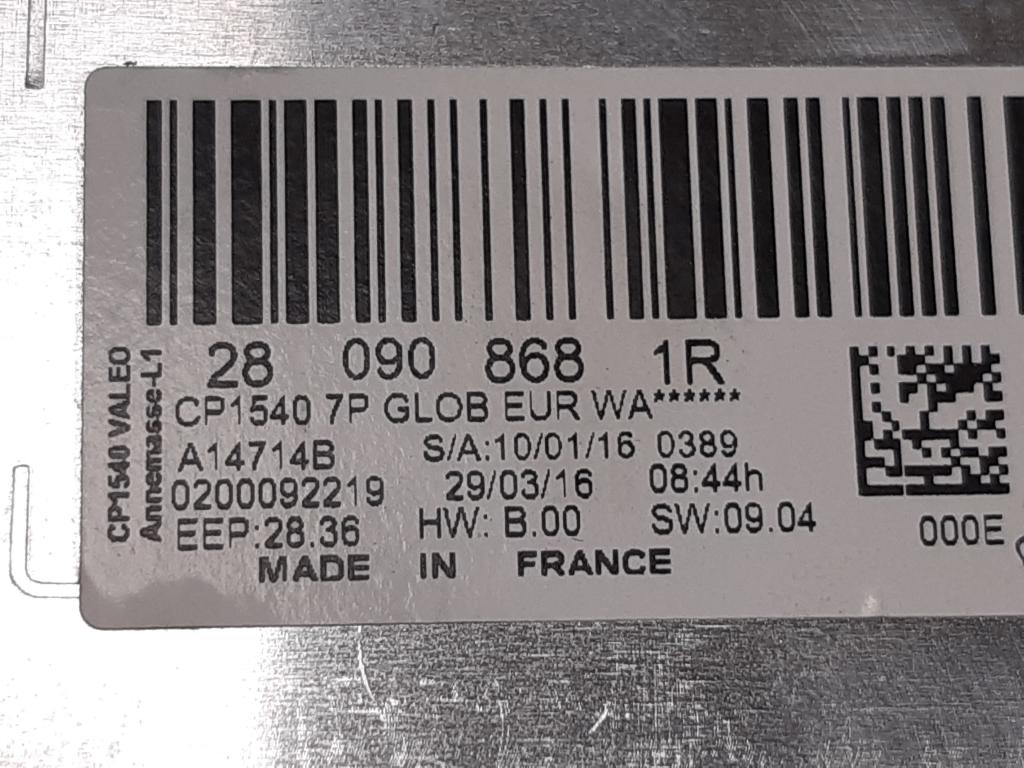 28 090 868 1R
CP1540 VALEO
Annemasse-L1
CP1540 7P GLOB EUR WA******
A14714B S/A:10/01/16 0389
0200092219 29/03/16 08:44h
EEP:28.36 HW: B.00 SW:09.04
000E
MADE IN FRANCE